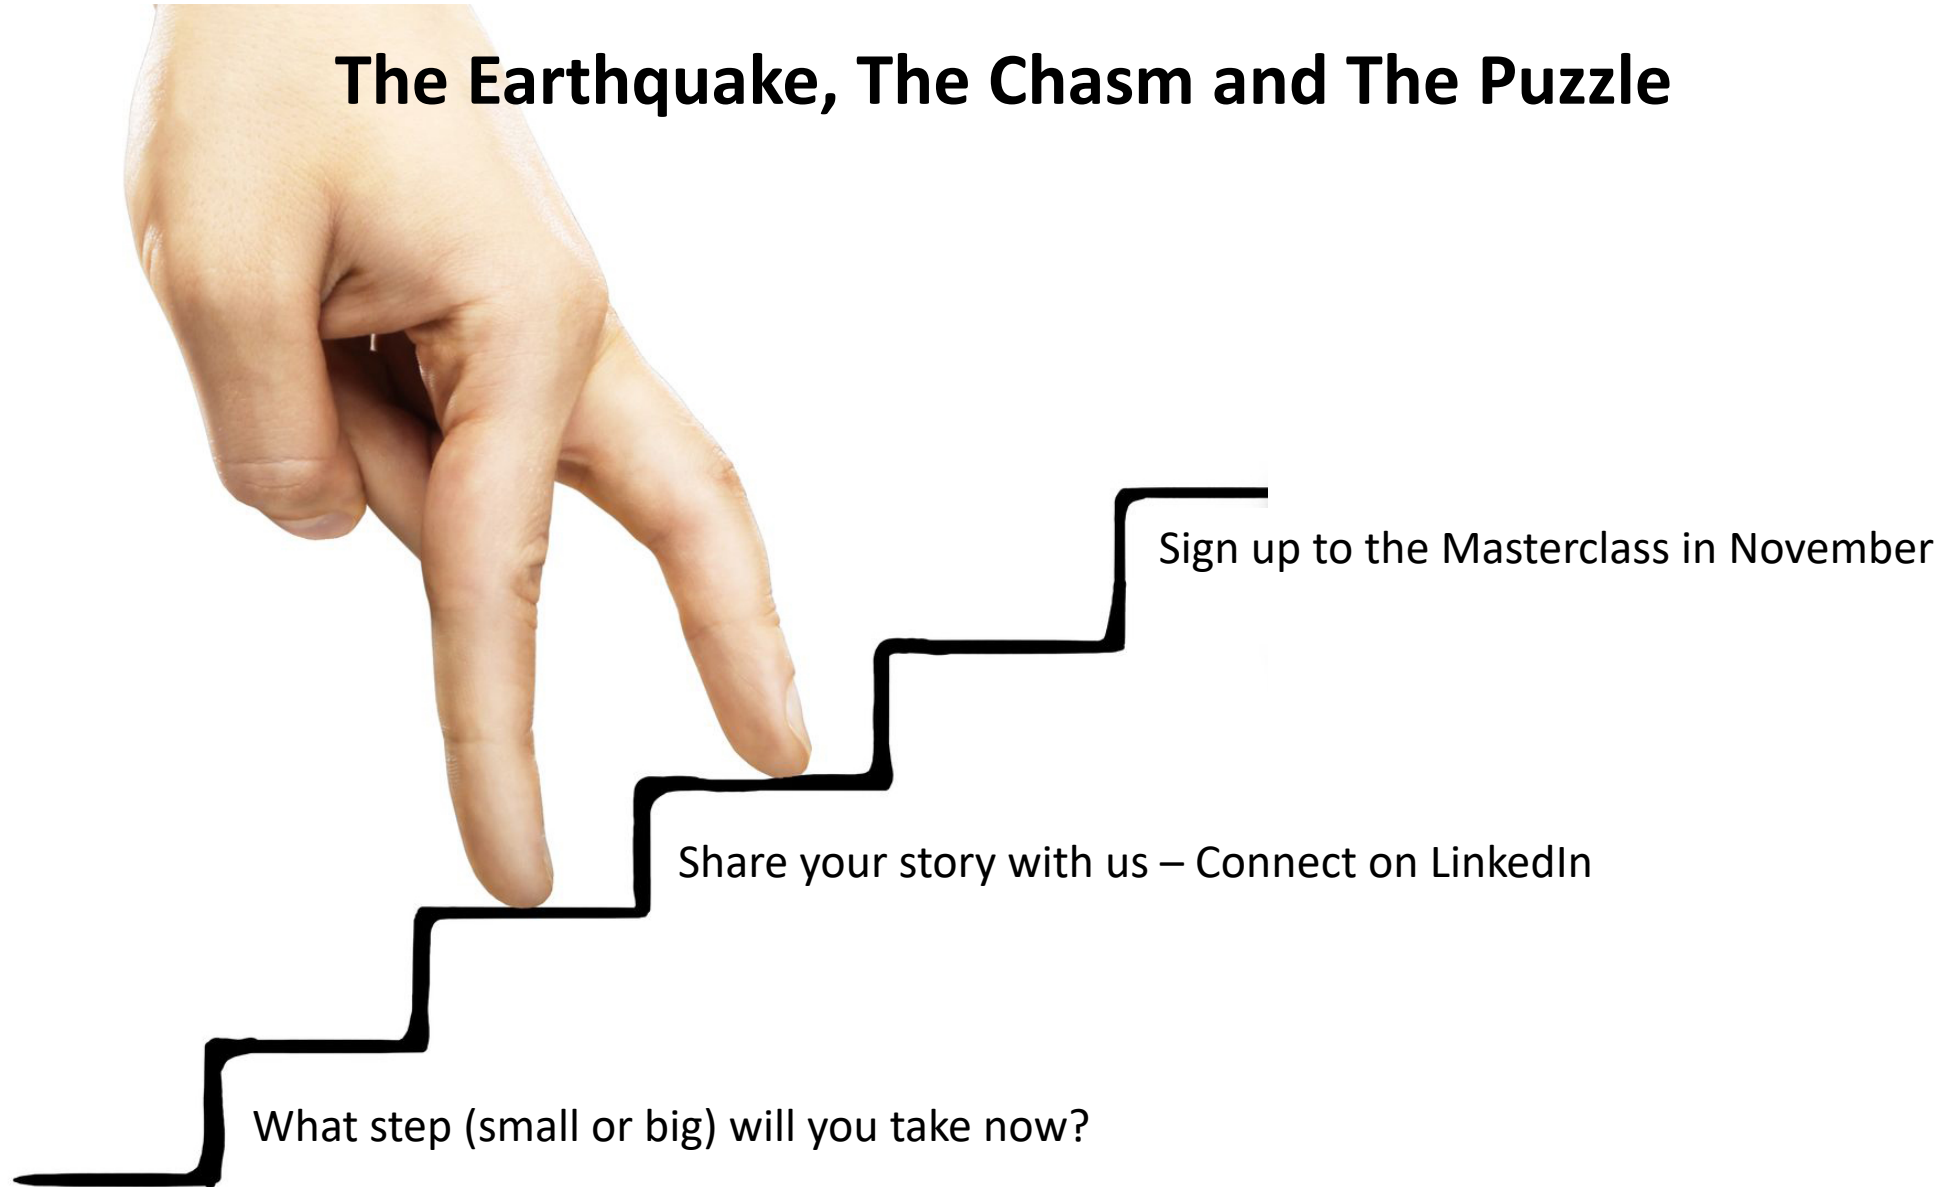 The Earthquake, The Chasm and The Puzzle
Sign up to the Masterclass in November
Share your story with us – Connect on LinkedIn
What step (small or big) will you take now?